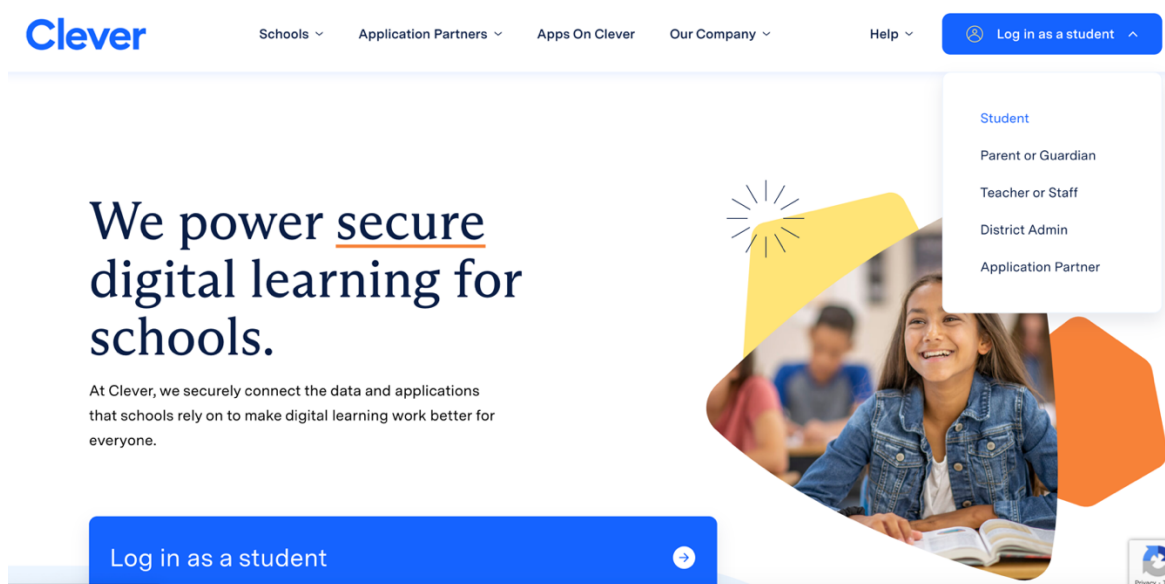 Clever
Schools
Application Partners
Apps On Clever
Our Company
Help
Log in as a student
Student
Parent or Guardian
Teacher or Staff
District Admin
Application Partner
We power secure
digital learning for
schools.
At Clever, we securely connect the data and applications
that schools rely on to make digital learning work better for
everyone.
Log in as a student